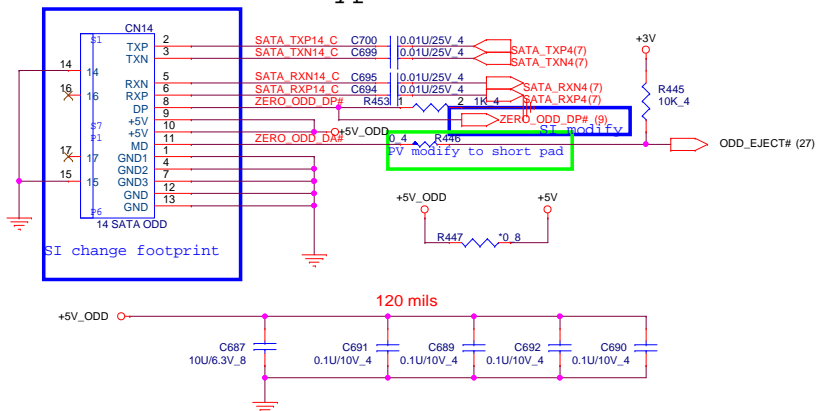 CN14
S1
TXP 2 SATA_TXP14_C C700 0.01U/25V_4 SATA_TXP4(7)
TXN 3 SATA_TXN14_C C699 0.01U/25V_4 SATA_TXN4(7)
+3V
14 14
RXN 5 SATA_RXN14_C C695 0.01U/25V_4 SATA_RXN4(7)
16 16 RXP 6 SATA_RXP14_C C694 0.01U/25V_4 SATA_RXP4(7)
R445
10K_4
DP 8 ZERO_ODD_DP# R453 1 2 1K_4
+5V 9
ZERO_ODD_DP# (9)
S7
+5V 10 +5V_ODD
SI modify
P1
MD 11 ZERO_ODD_DA# 0_4 R446
ODD_EJECT# (27)
17 17 GND1 1
PV modify to short pad
GND2 4
15 15 GND3 7
GND 12
GND 13
P6
14 SATA ODD
+5V_ODD +5V
R447 *0_8
SI change footprint
120 mils
+5V_ODD
C687 C691 C689 C692 C690
10U/6.3V_8 0.1U/10V_4 0.1U/10V_4 0.1U/10V_4 0.1U/10V_4